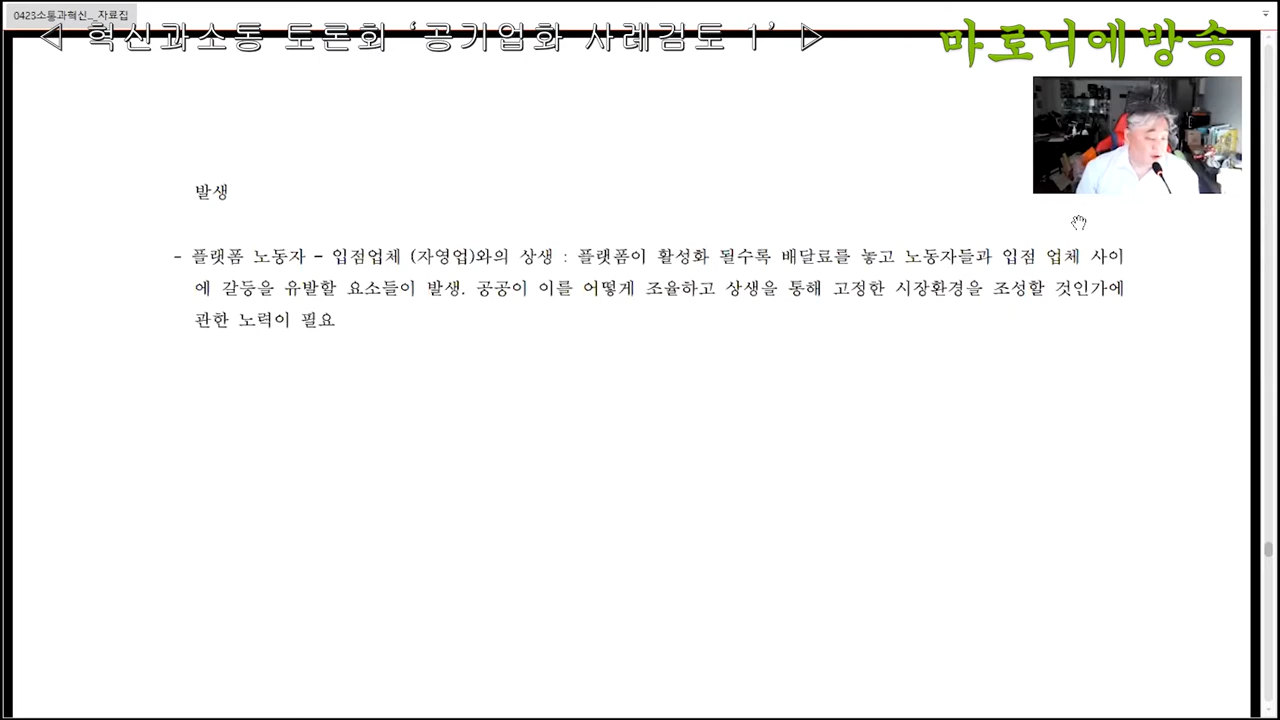 0423소통과혁신_자료집
◁ 혁신과소통 토론회 ‘공기업화 사례검토 1’ ▷
마로니에방송
발생
- 플랫폼 노동자 – 입점업체 (자영업)와의 상생 : 플랫폼이 활성화 될수록 배달료를 놓고 노동자들과 입점 업체 사이
에 갈등을 유발할 요소들이 발생. 공공이 이를 어떻게 조율하고 상생을 통해 고정한 시장환경을 조성할 것인가에
관한 노력이 필요